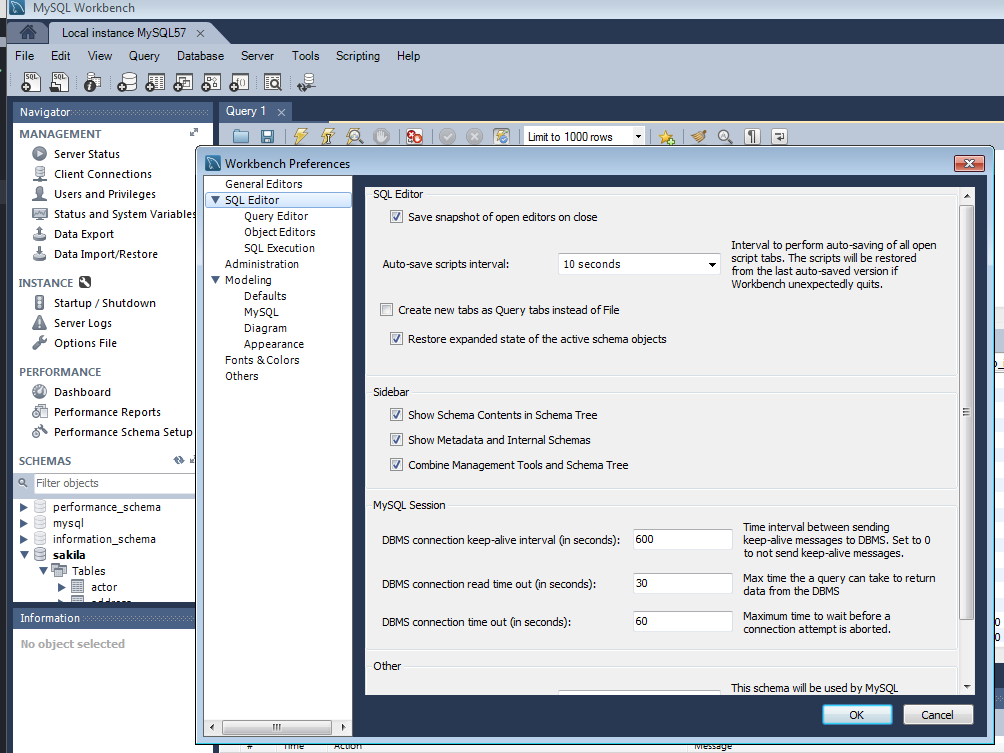 MySQL Workbench
Local instance MySQL57
File Edit View Query Database Server Tools Scripting Help
Navigator
Query 1
MANAGEMENT
Server Status
Client Connections
Users and Privileges
Status and System Variables
Data Export
Data Import/Restore
INSTANCE
Startup / Shutdown
Server Logs
Options File
PERFORMANCE
Dashboard
Performance Reports
Performance Schema Setup
SCHEMAS
Filter objects
performance_schema
mysql
information_schema
sakila
Tables
actor
address
Information
No object selected
SQL
SQL
Limit to 1000 rows
Workbench Preferences
General Editors
SQL Editor
Query Editor
Object Editors
SQL Execution
Administration
Modeling
Defaults
MySQL
Diagram
Appearance
Fonts & Colors
Others
SQL Editor
Save snapshot of open editors on close
Auto-save scripts interval:
10 seconds
Interval to perform auto-saving of all open
script tabs. The scripts will be restored
from the last auto-saved version if
Workbench unexpectedly quits.
Create new tabs as Query tabs instead of File
Restore expanded state of the active schema objects
Sidebar
Show Schema Contents in Schema Tree
Show Metadata and Internal Schemas
Combine Management Tools and Schema Tree
MySQL Session
DBMS connection keep-alive interval (in seconds):
600
Time interval between sending
keep-alive messages to DBMS. Set to 0
to not send keep-alive messages.
DBMS connection read time out (in seconds):
30
Max time the a query can take to return
data from the DBMS
DBMS connection time out (in seconds):
60
Maximum time to wait before a
connection attempt is aborted.
Other
This schema will be used by MySQL
OK
Cancel
# Time Action Message